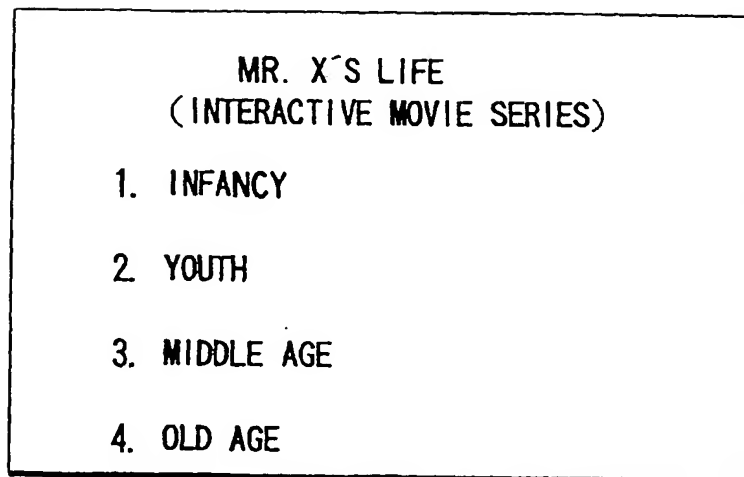 MR. X´S LIFE
(INTERACTIVE MOVIE SERIES)
1. INFANCY
2. YOUTH
3. MIDDLE AGE
4. OLD AGE